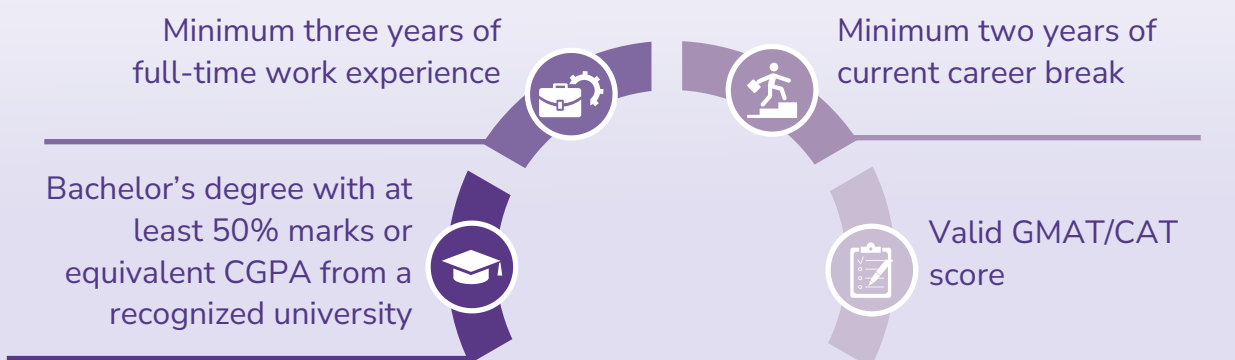 Minimum three years of
full-time work experience
Minimum two years of
current career break
Bachelor’s degree with at
least 50% marks or
equivalent CGPA from a
recognized university
Valid GMAT/CAT
score